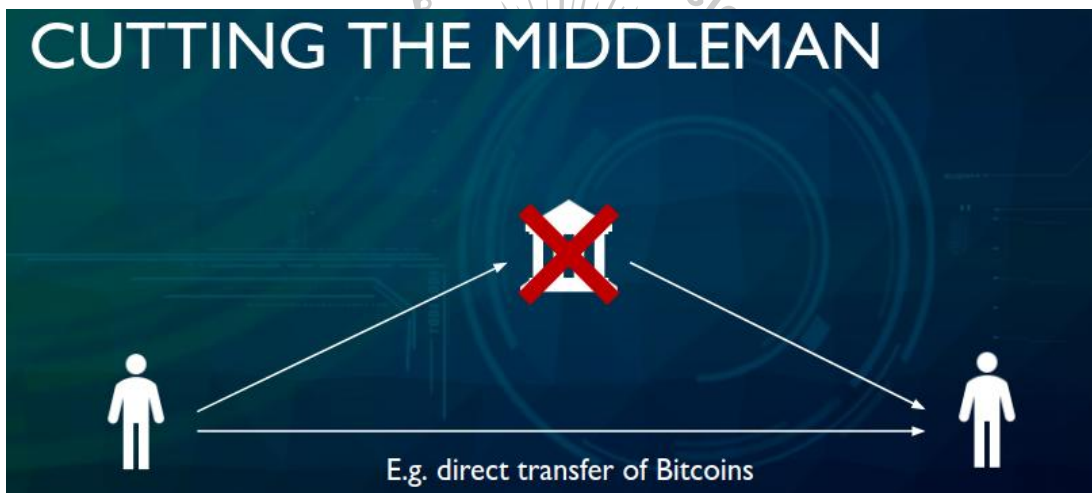 CUTTING THE MIDDLEMAN
E.g. direct transfer of Bitcoins